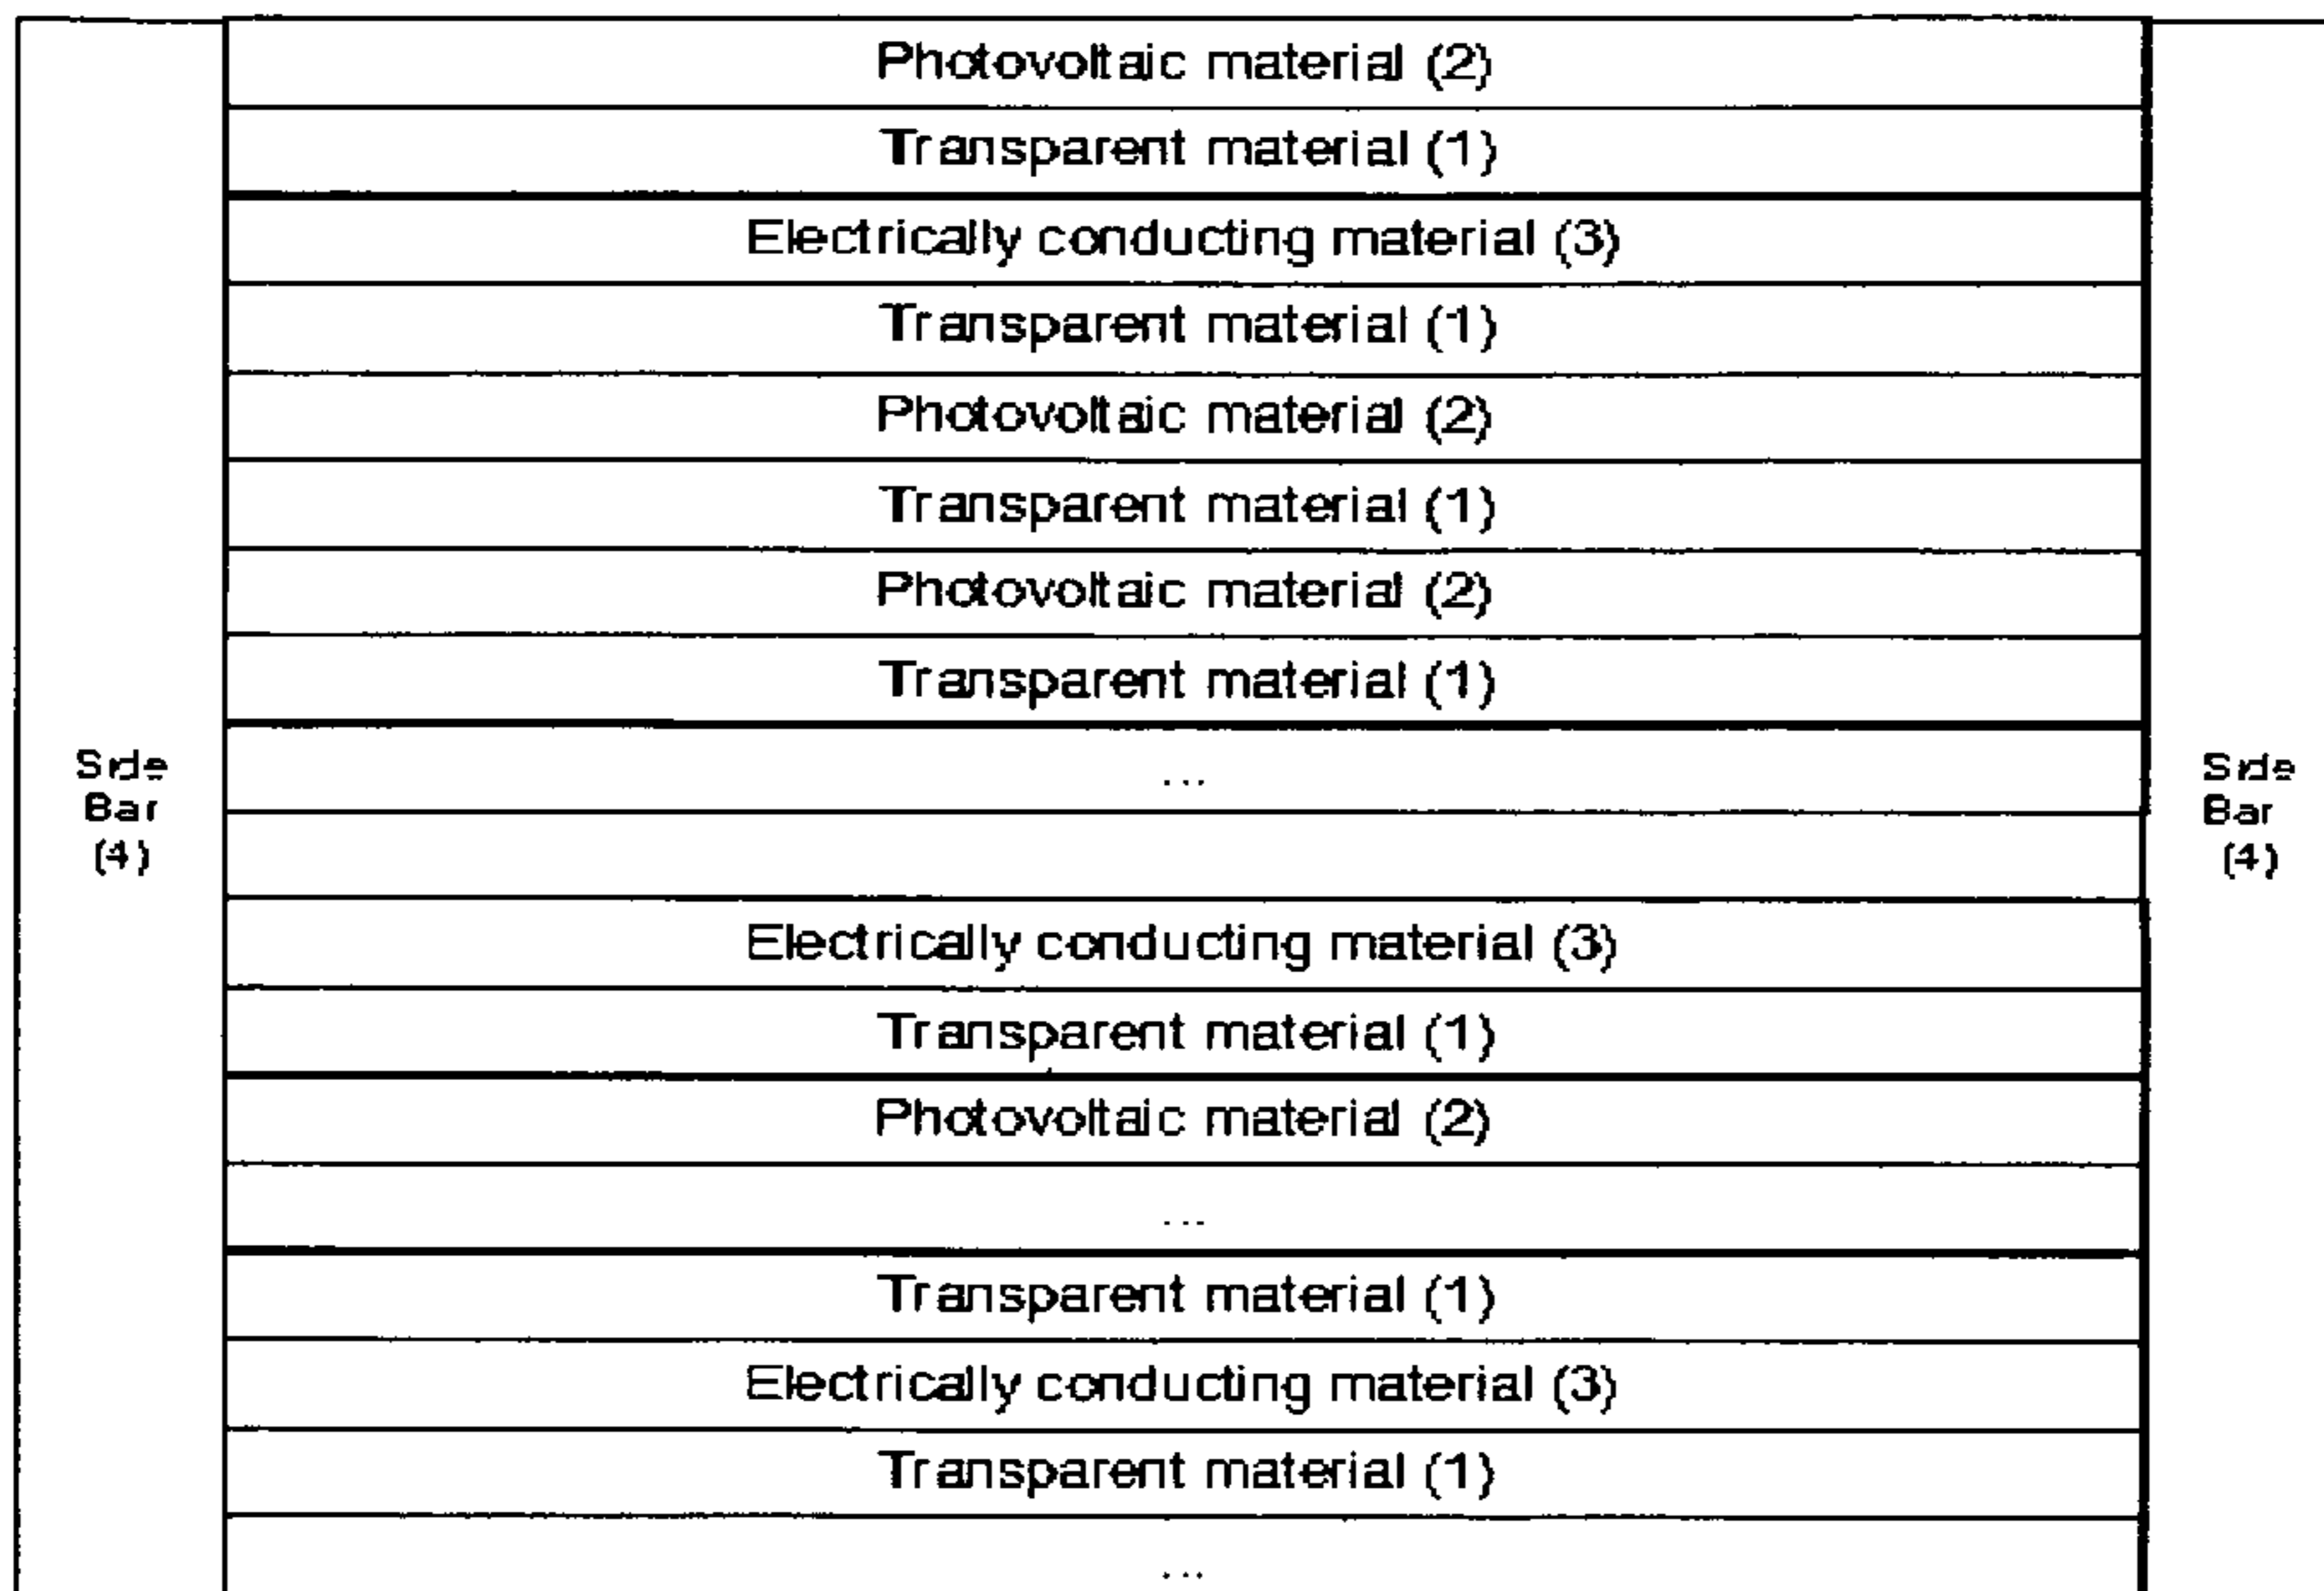 Photovoltaic material (2)
Transparent material (1)
Electrically conducting material (3)
Transparent material (1)
Photovoltaic material (2)
Transparent material (1)
Photovoltaic material (2)
Transparent material (1)
Side
Bar
(4)
...
Side
Bar
(4)
Electrically conducting material (3)
Transparent material (1)
Photovoltaic material (2)
...
Transparent material (1)
Electrically conducting material (3)
Transparent material (1)
...